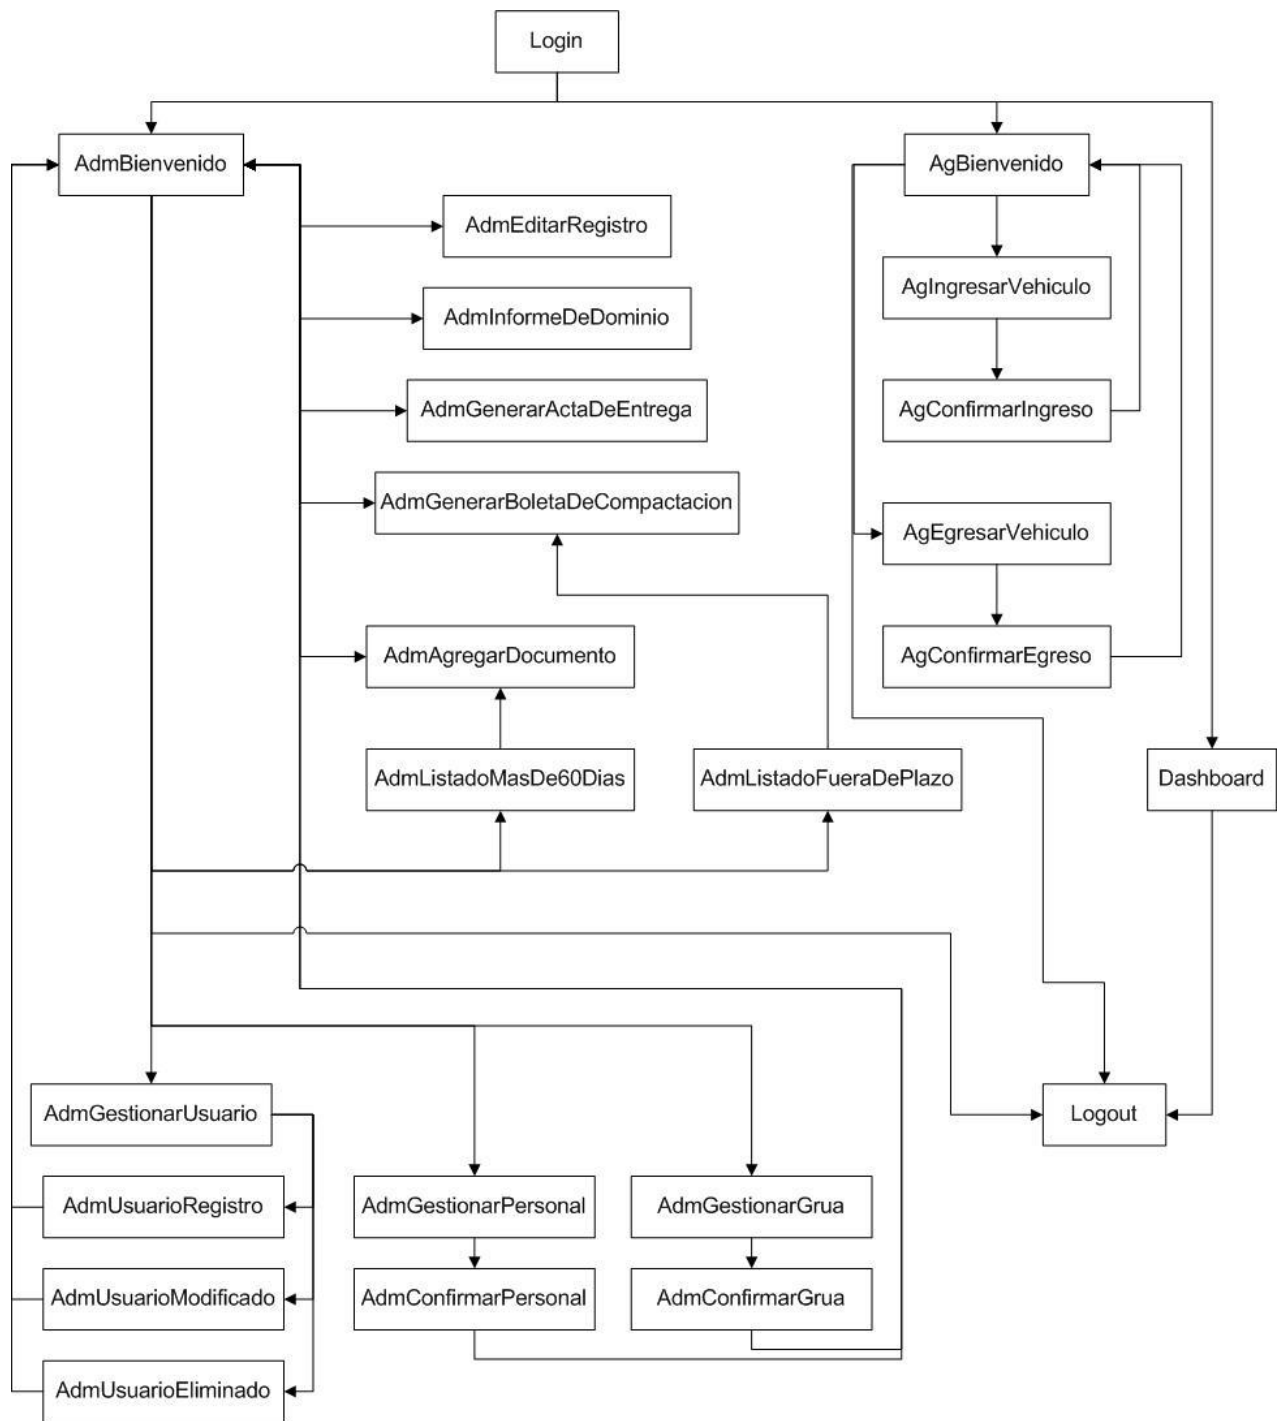 Login
AdmBienvenido
AgBienvenido
AdmEditarRegistro
AgIngresarVehiculo
AdmInformeDeDominio
AdmGenerarActaDeEntrega
AgConfirmarIngreso
AdmGenerarBoletaDeCompactacion
AgEgresarVehiculo
AdmAgregarDocumento
AgConfirmarEgreso
AdmListadoMasDe60Dias
AdmListadoFueraDePlazo
Dashboard
AdmGestionarUsuario
Logout
AdmUsuarioRegistro
AdmGestionarPersonal
AdmGestionarGrua
AdmUsuarioModificado
AdmConfirmarPersonal
AdmConfirmarGrua
AdmUsuarioEliminado